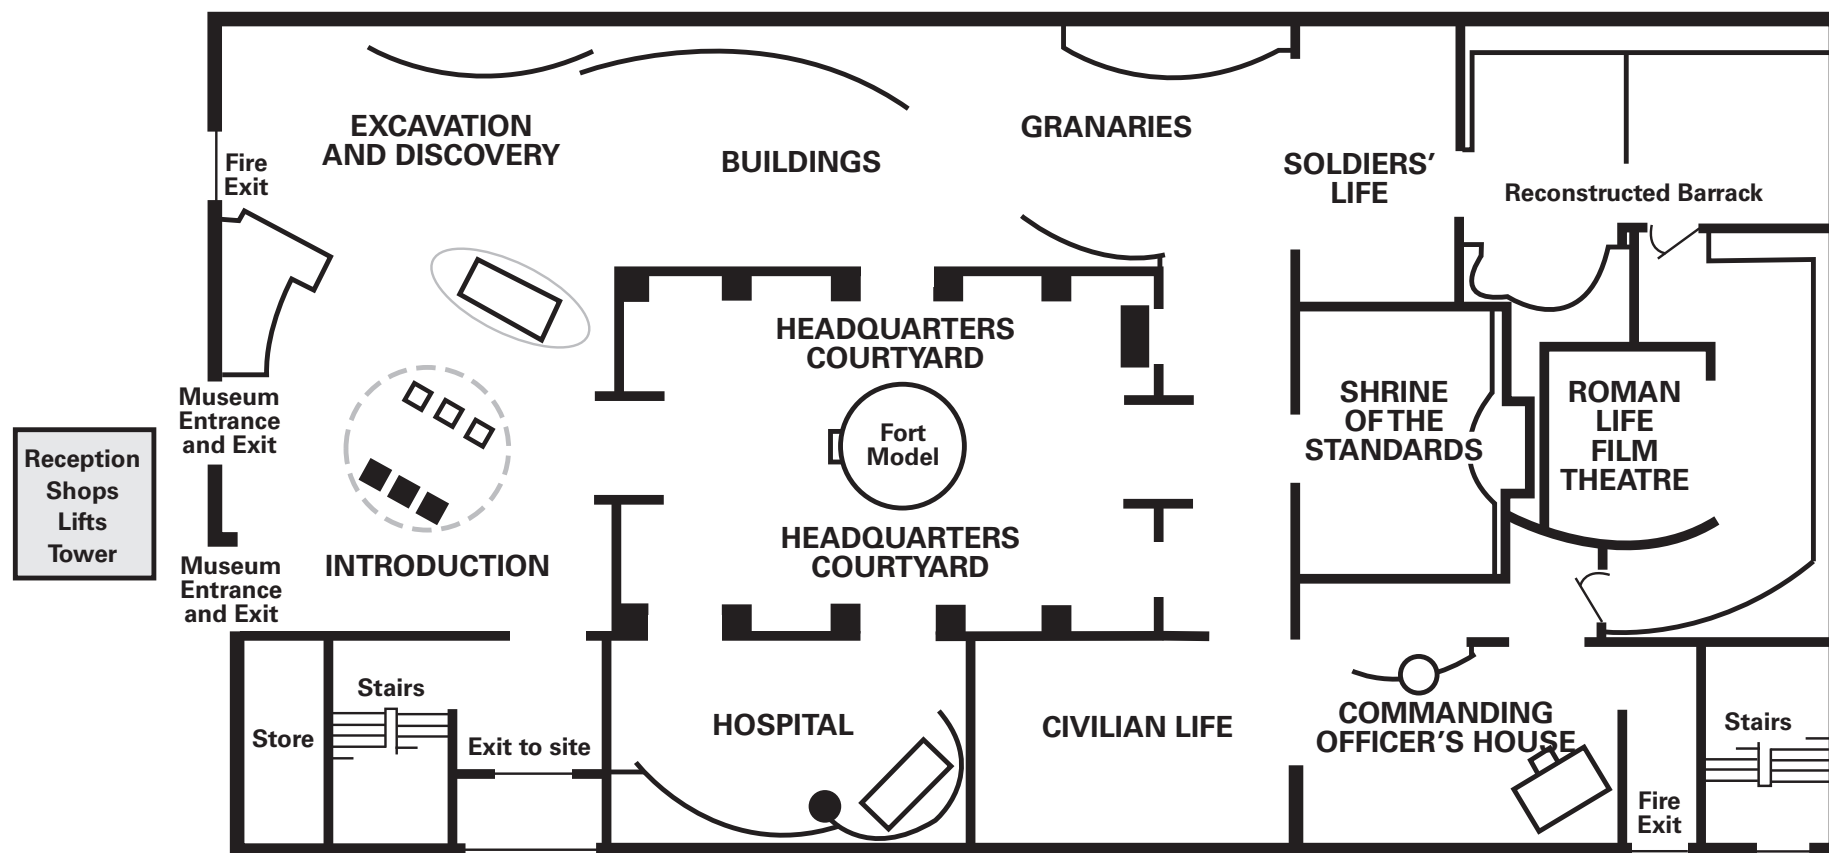 EXCAVATION
AND DISCOVERY
BUILDINGS
GRANARIES
SOLDIERS’
LIFE
Reconstructed Barrack
Fire
Exit
HEADQUARTERS
COURTYARD
Museum
Entrance
and Exit
Reception
Shops
Lifts
Tower
Fort
Model
SHRINE
OF THE
STANDARDS
ROMAN
LIFE
FILM
THEATRE
HEADQUARTERS
COURTYARD
INTRODUCTION
Museum
Entrance
and Exit
Stairs
Store
Exit to site
HOSPITAL
CIVILIAN LIFE
COMMANDING
OFFICER’S HOUSE
Stairs
Fire
Exit